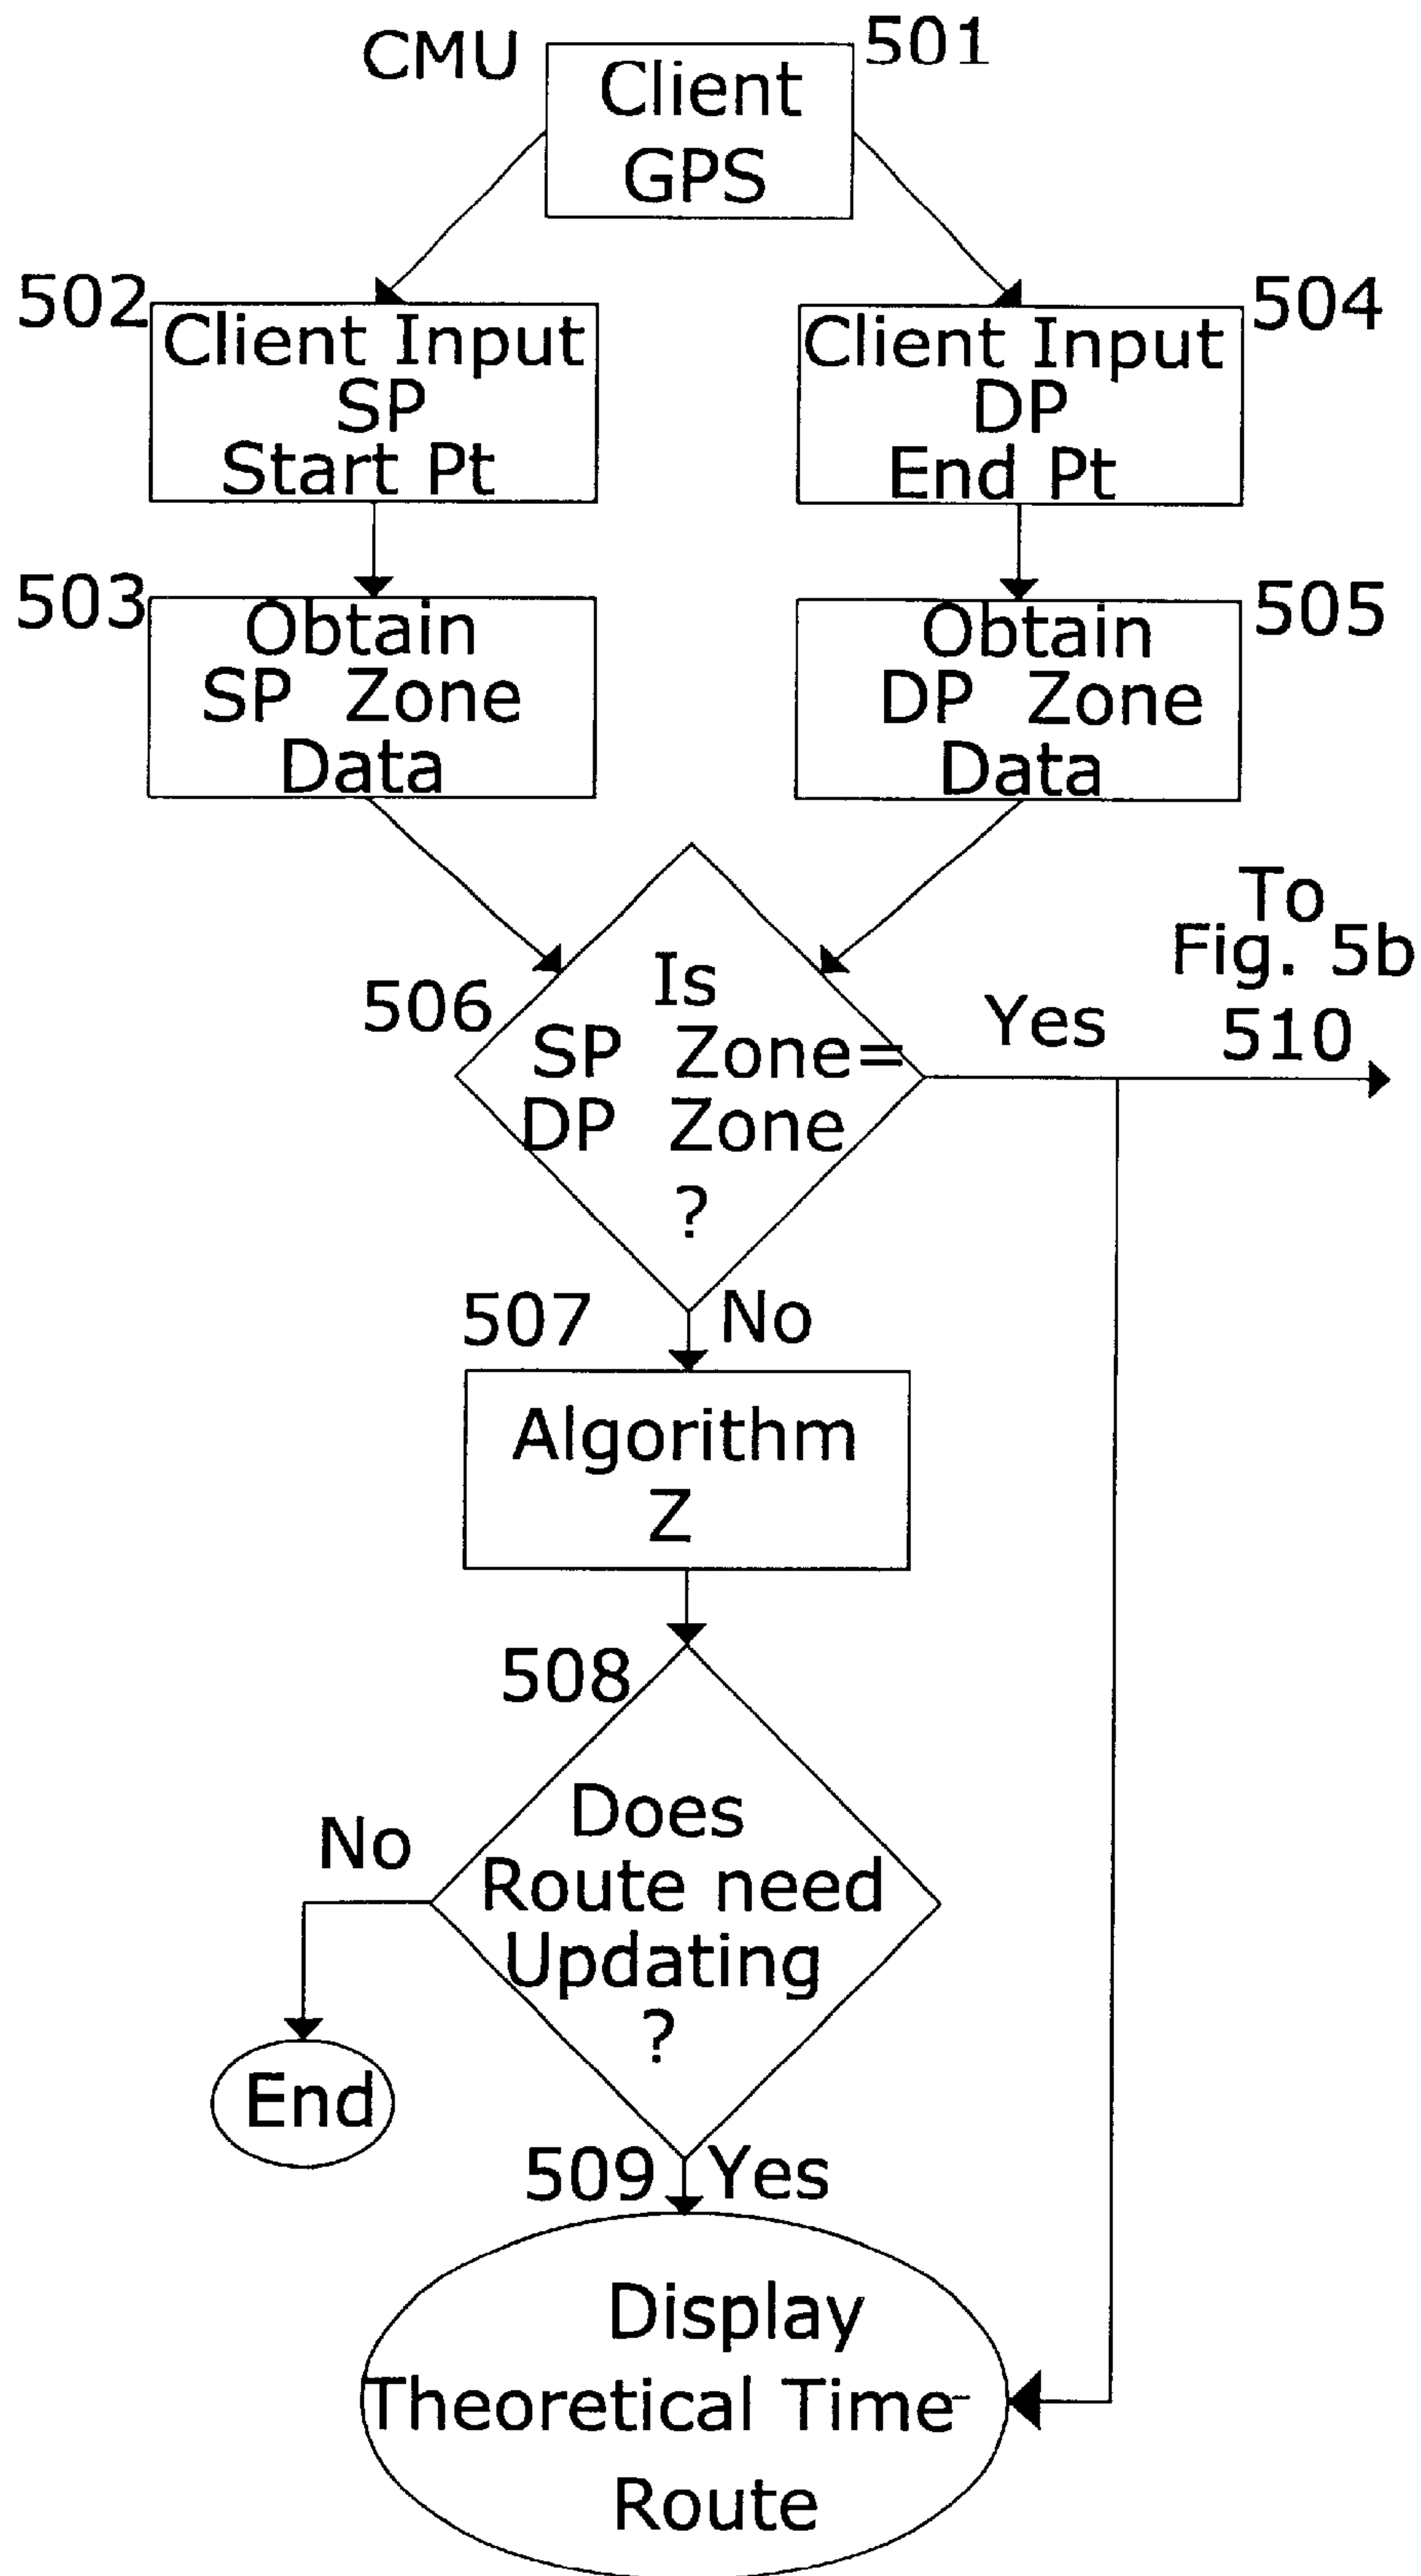 CMU
501
Client
GPS
502
Client Input
SP
Start Pt
504
Client Input
DP
End Pt
503
Obtain
SP Zone
Data
505
Obtain
DP Zone
Data
To
Fig. 5b
510
506
Is
SP Zone=
DP Zone
?
Yes
507
No
Algorithm
Z
508
Does
Route need
Updating
?
No
End
509
Yes
Display
Theoretical Time-
Route